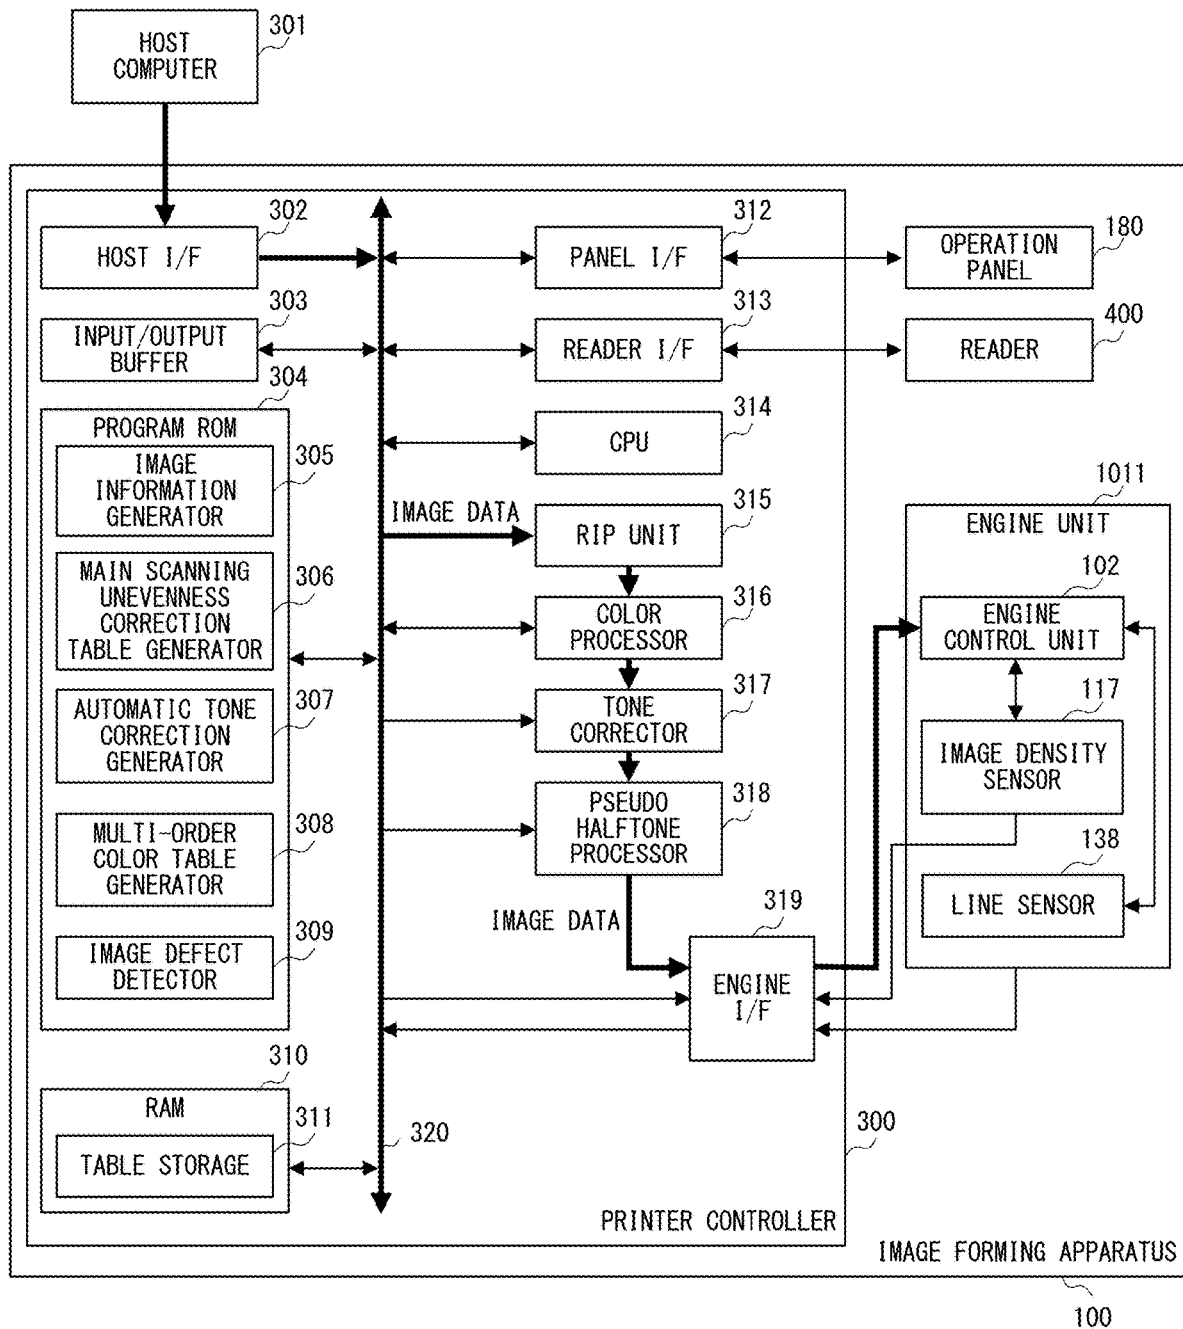 HOST
COMPUTER
301
HOST I/F
302
INPUT/OUTPUT
BUFFER
303
304
PROGRAM ROM
IMAGE
INFORMATION
GENERATOR
305
MAIN SCANNING
UNEVENNESS
CORRECTION
TABLE GENERATOR
306
AUTOMATIC TONE
CORRECTION
GENERATOR
307
MULTI-ORDER
COLOR TABLE
GENERATOR
308
IMAGE DEFECT
DETECTOR
309
310
RAM
311
TABLE STORAGE
320
312
PANEL I/F
313
READER I/F
314
CPU
IMAGE DATA
315
RIP UNIT
316
COLOR
PROCESSOR
317
TONE
CORRECTOR
318
PSEUDO
HALFTONE
PROCESSOR
IMAGE DATA
319
ENGINE
I/F
180
OPERATION
PANEL
400
READER
1011
ENGINE UNIT
102
ENGINE
CONTROL UNIT
117
IMAGE DENSITY
SENSOR
138
LINE SENSOR
300
PRINTER CONTROLLER
IMAGE FORMING APPARATUS
100